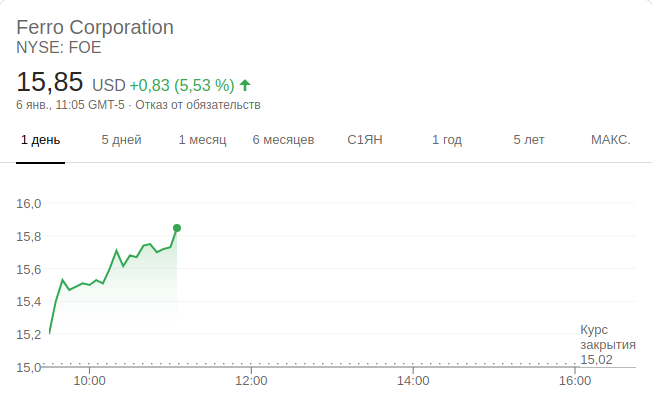 Ferro Corporation
NYSE: FOE
15,85 USD +0,83 (5,53 %)
6 янв., 11:05 GMT-5 · Отказ от обязательств
1 день 5 дней 1 месяц 6 месяцев С1ЯН 1 год 5 лет МАКС.
16,0
15,8
15,6
15,4
15,2
15,0
Курс
закрытия
15,02
10:00 12:00 14:00 16:00